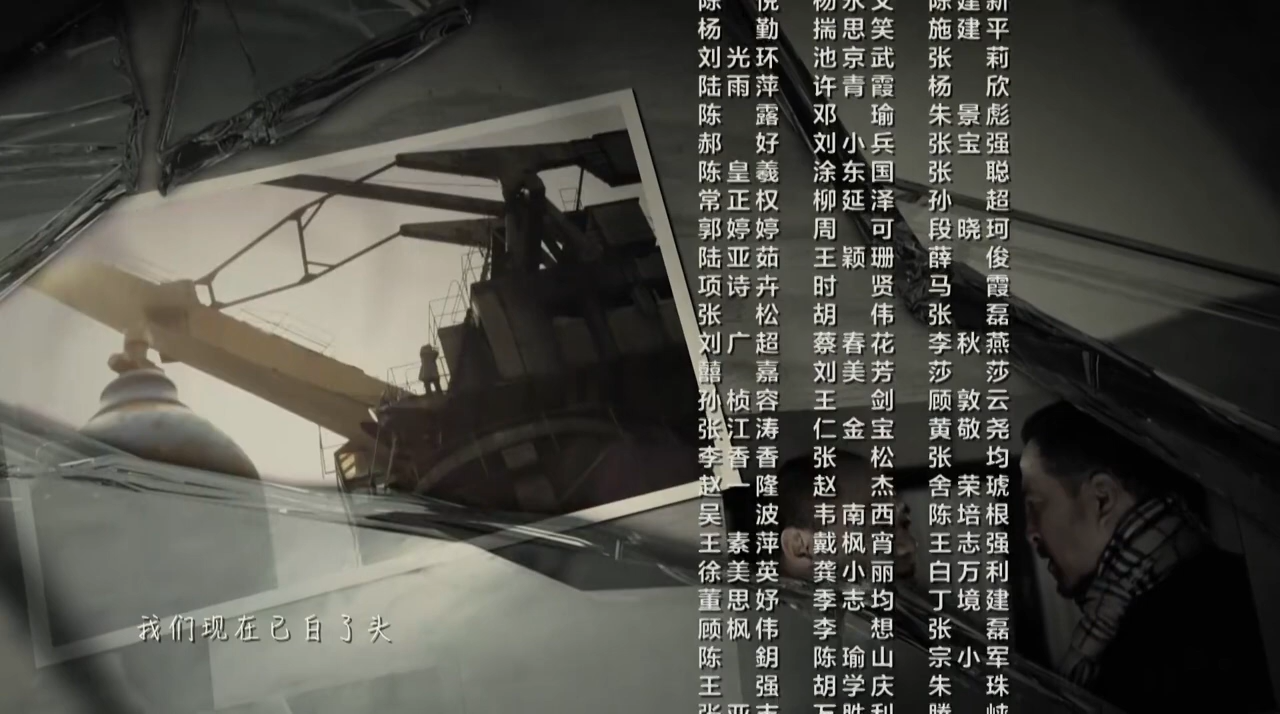 杨勤 揣思笑 施建平
刘光环 池京武 张莉
陆雨萍 许青霞 杨欣
陈露 邓瑜 朱景彪
郝好 刘小兵 张宝强
陈皇羲 涂东国 张聪
常正权 柳延泽 孙超
郭婷婷 周可 段晓珂
陆亚茹 王颖珊 薛俊
项诗卉 时贤 马霞
张松 胡伟 张磊
刘广超 蔡春花 李秋燕
囍嘉 刘美芳 莎莎
孙桢容 王剑 顾敦云
张江涛 仁金宝 黄敬尧
李香香 张松 张均
赵一隆 赵杰 舍荣琥
吴波 韦南西 陈培根
王素萍 戴枫宵 王志强
徐美英 龚小丽 白万利
董思妤 季志均 丁境建
顾枫伟 李想 张磊
陈鈅 陈瑜山 宗小军
王强 胡学庆 朱珠
我们现在已白了头